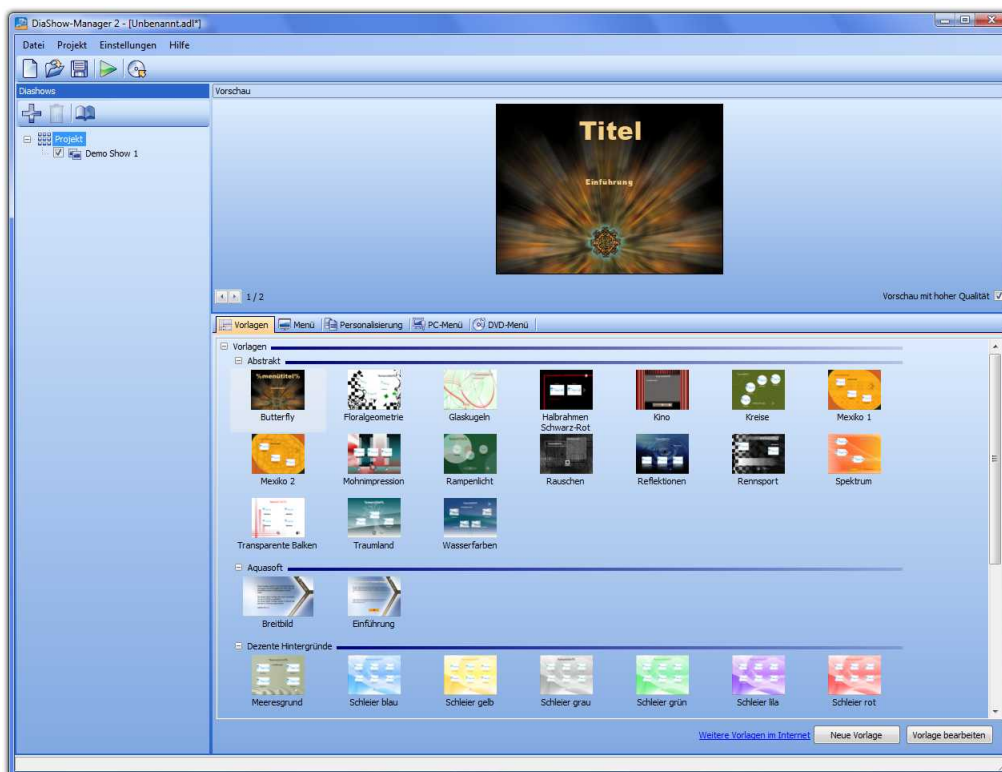 DiaShow-Manager 2 - [Unbenannt.adl*]
Datei Projekt Einstellungen Hilfe
Diashows
Projekt
Demo Show 1
Vorschau
Titel
Einführung
1 / 2
Vorschau mit hoher Qualität
Vorlagen Menü Personalisierung PC-Menü DVD-Menü
Vorlagen
Abstrakt
%menütitel%
Butterfly Floralgeometrie Glaskugeln Halbrahmen Schwarz-Rot Kino Kreise Mexiko 1
Mexiko 2 Mohnimpression Rampenlicht Rauschen Reflektionen Rennsport Spektrum
Transparente Balken Traumland Wasserfarben
Aquasoft
Breitbild Einführung
Dezente Hintergründe
Meeresgrund Schleier blau Schleier gelb Schleier grau Schleier grün Schleier lila Schleier rot
Weitere Vorlagen im Internet Neue Vorlage Vorlage bearbeiten